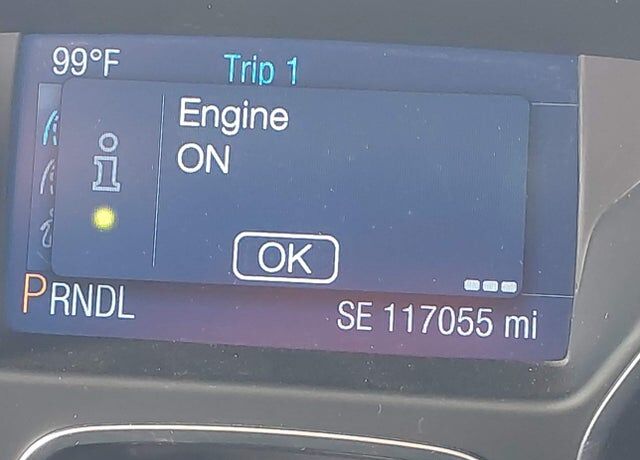 99°F Trip 1
Engine
ON
OK
PRNDL
SE 117055 mi